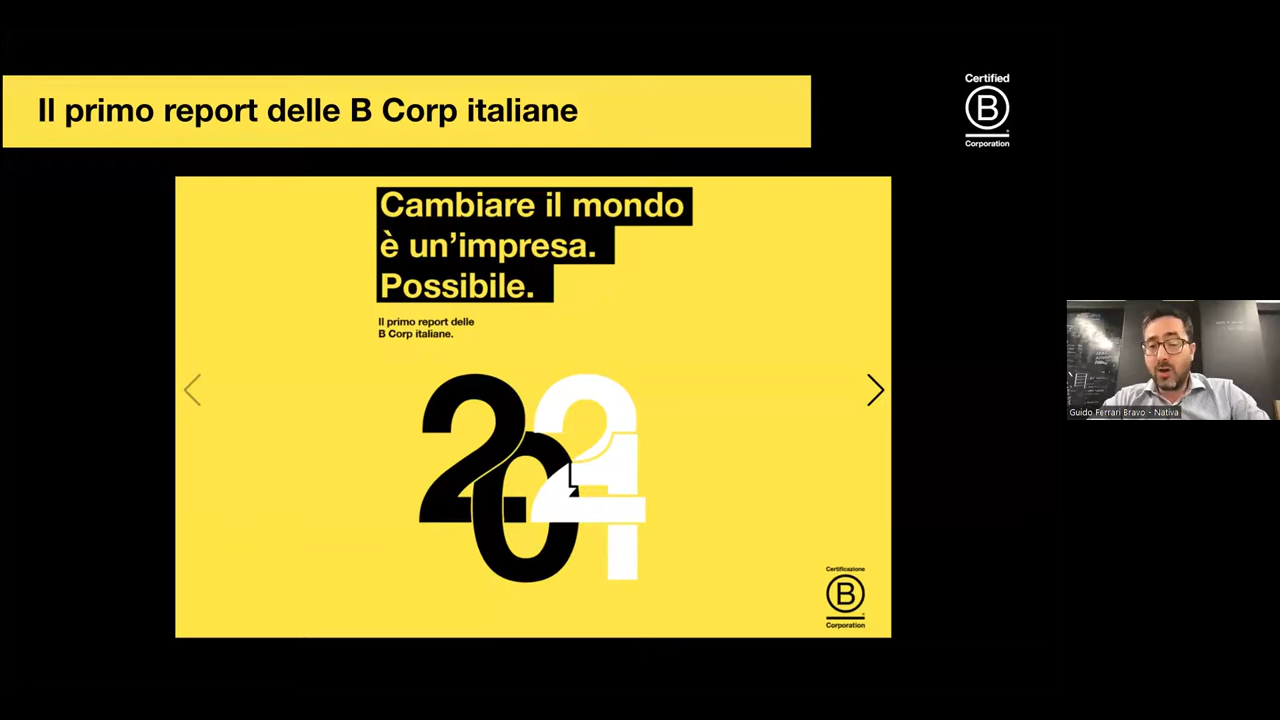 Il primo report delle B Corp italiane
Certified
B
®
Corporation
Cambiare il mondo
è un'impresa.
Possibile.
Il primo report delle
B Corp italiane.
2021
Certificazione
B
®
Corporation
Guido Ferrari Bravo - Nativa